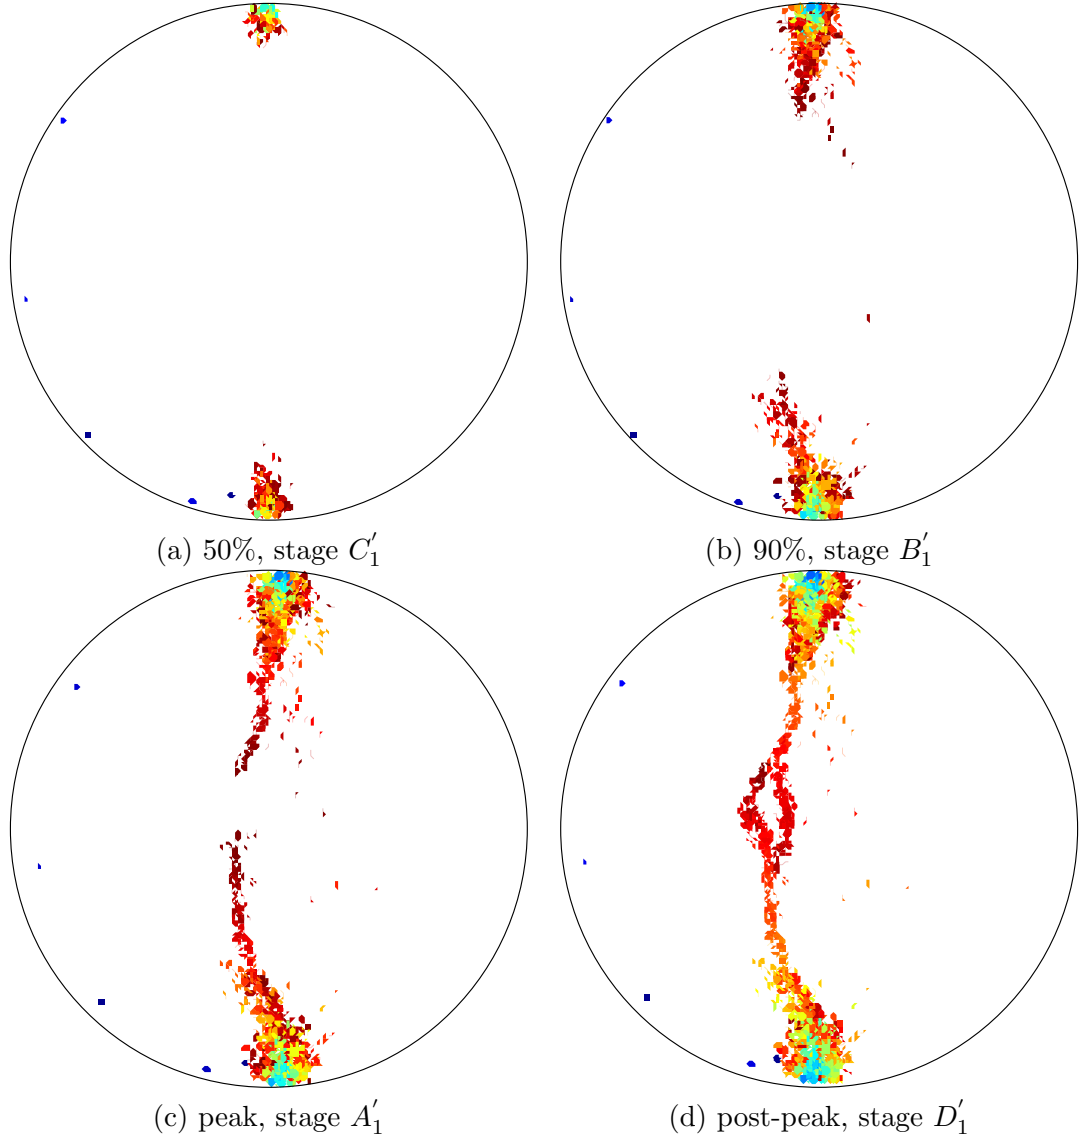 (a) 50%, stage C′₁
(b) 90%, stage B′₁
(c) peak, stage A′₁
(d) post-peak, stage D′₁